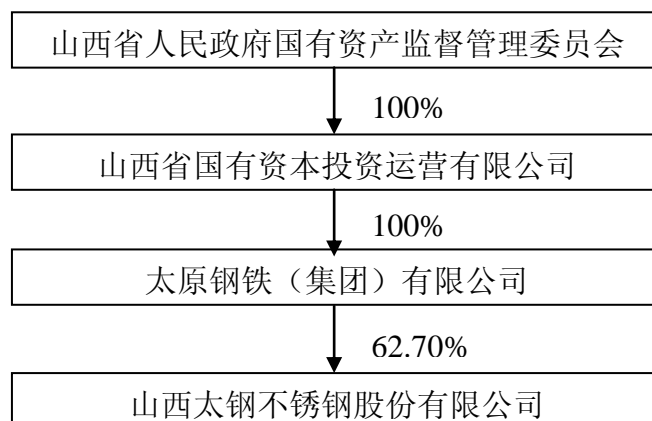 山西省人民政府国有资产监督管理委员会
100%
山西省国有资本投资运营有限公司
100%
太原钢铁（集团）有限公司
62.70%
山西太钢不锈钢股份有限公司